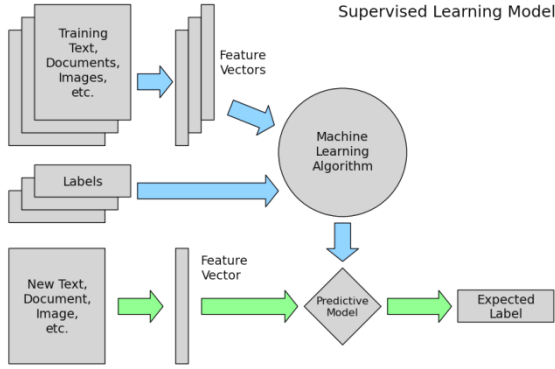 Supervised Learning Model
Training
Text,
Documents,
Images,
etc.
Feature
Vectors
Machine
Learning
Algorithm
Labels
New Text,
Document,
Image,
etc.
Feature
Vector
Predictive
Model
Expected
Label